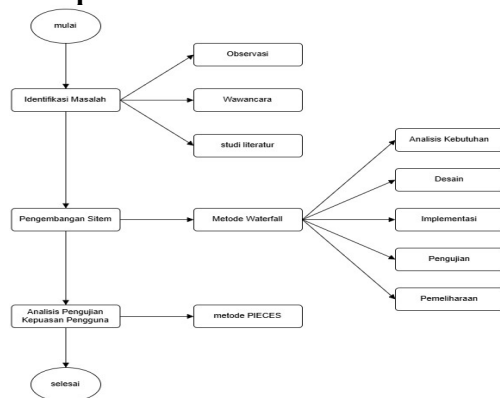 mulai
Observasi
Identifikasi Masalah
Wawancara
studi literatur
Analisis Kebutuhan
Desain
Pengembangan Sitem
Metode Waterfall
Implementasi
Pengujian
Pemeliharaan
Analisis Pengujian
Kepuasan Pengguna
metode PIECES
selesai